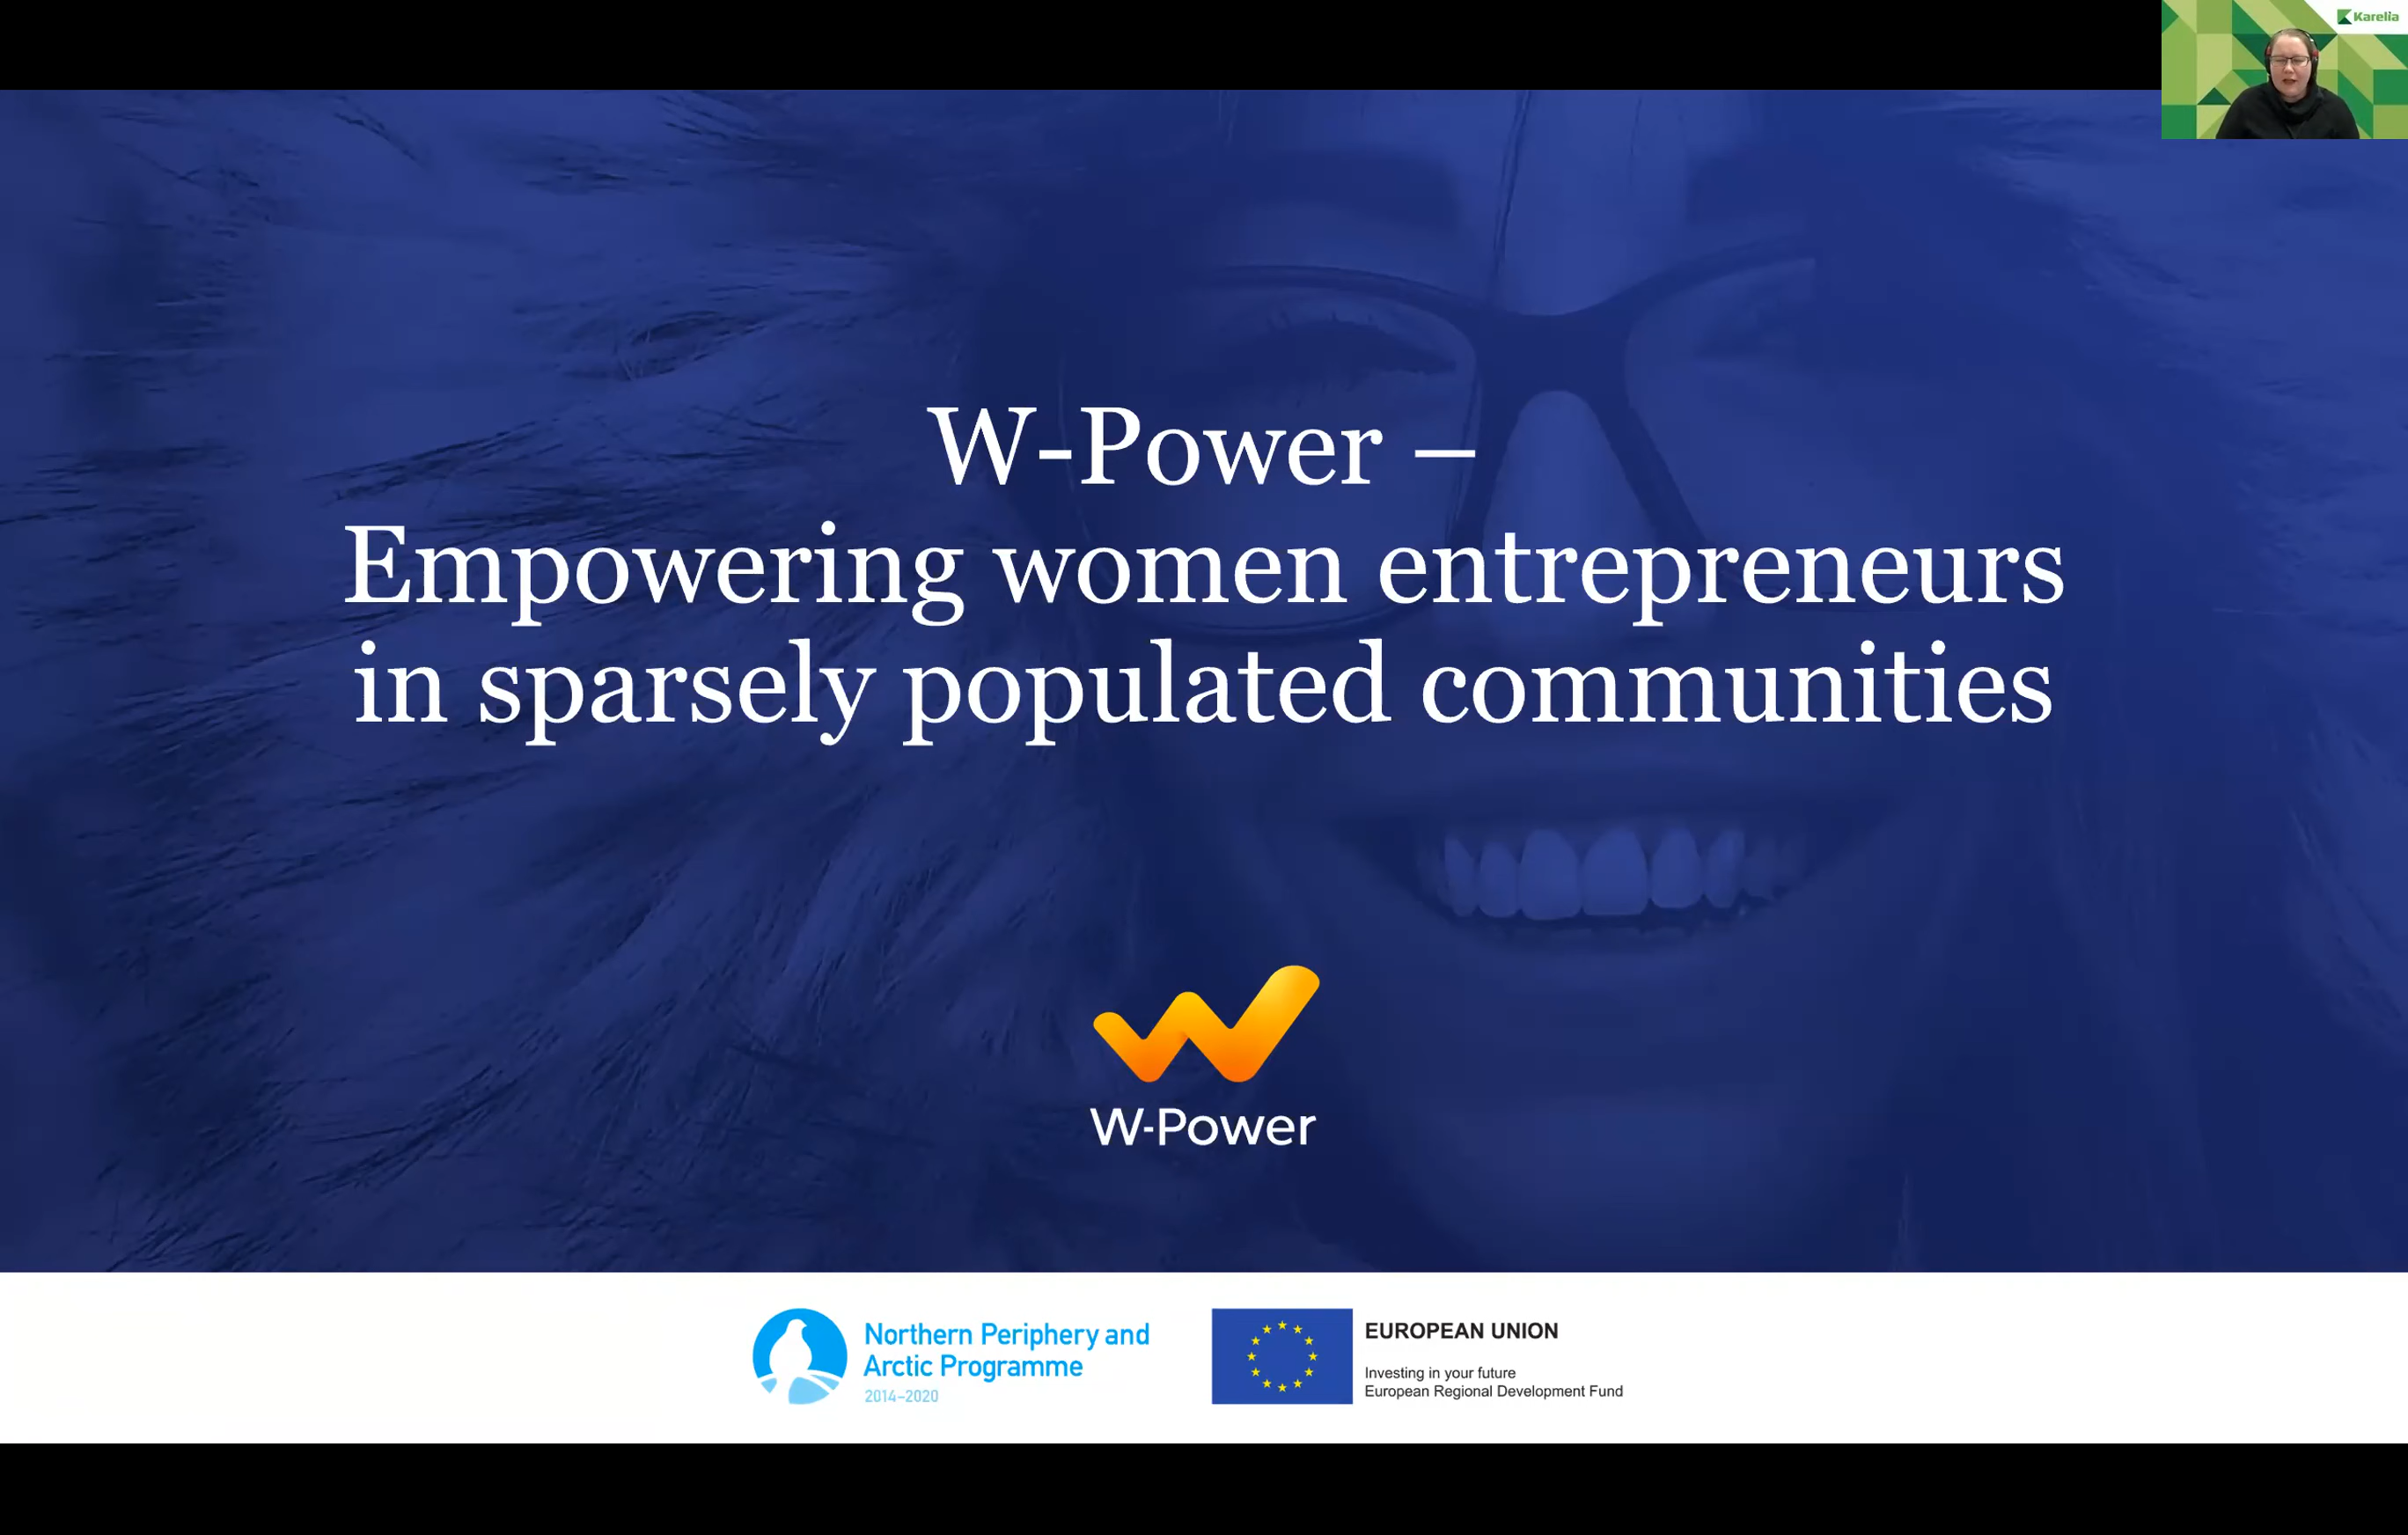 Karelia
W-Power –
Empowering women entrepreneurs
in sparsely populated communities
W-Power
Northern Periphery and
Arctic Programme
2014–2020
EUROPEAN UNION
Investing in your future
European Regional Development Fund